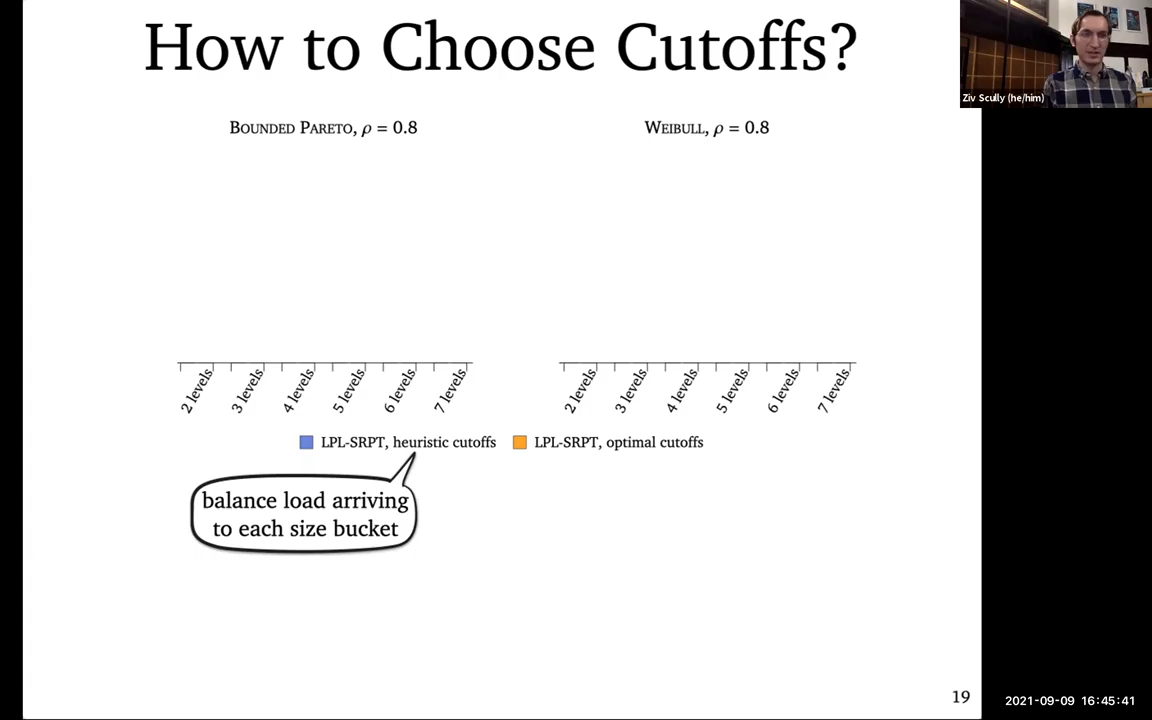 How to Choose Cutoffs?
Ziv Scully (he/him)
BOUNDED PARETO, ρ = 0.8
WEIBULL, ρ = 0.8
2 levels
3 levels
4 levels
5 levels
6 levels
7 levels
2 levels
3 levels
4 levels
5 levels
6 levels
7 levels
LPL-SRPT, heuristic cutoffs
LPL-SRPT, optimal cutoffs
balance load arriving
to each size bucket
19
2021-09-09 16:45:41